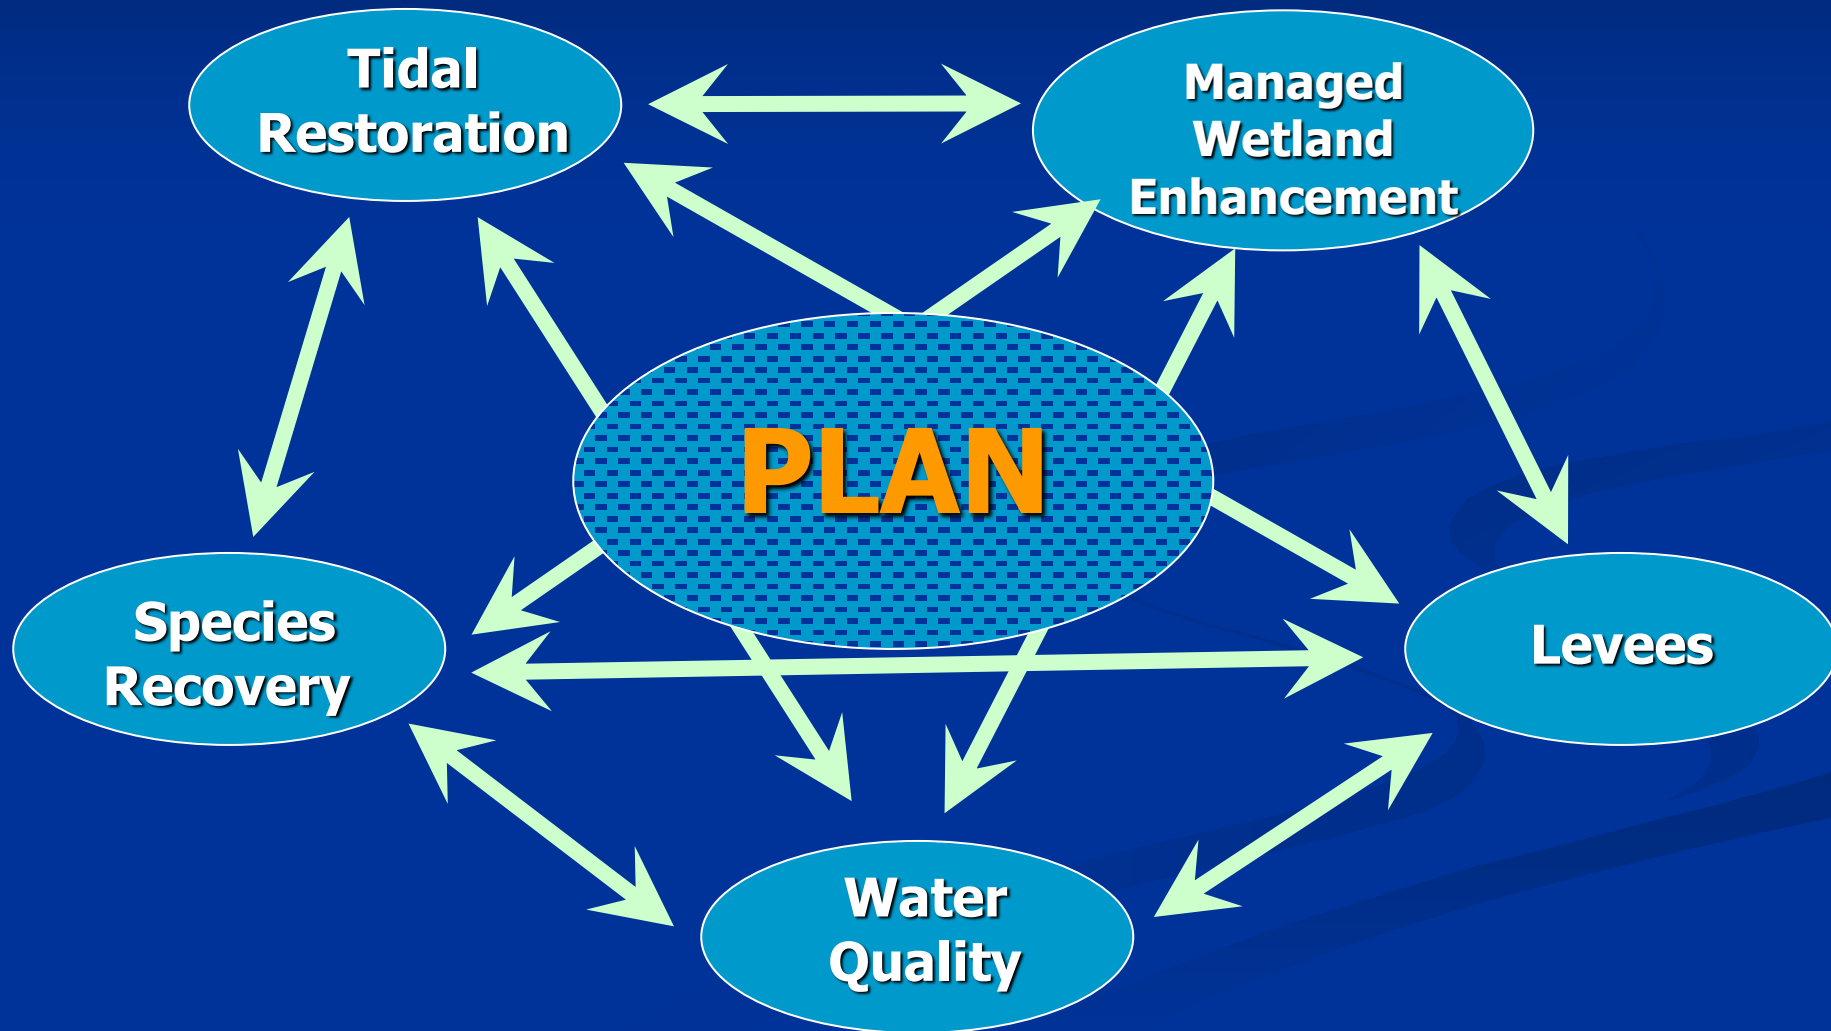 Tidal
Restoration
Managed
Wetland
Enhancement
PLAN
Species
Recovery
Levees
Water
Quality